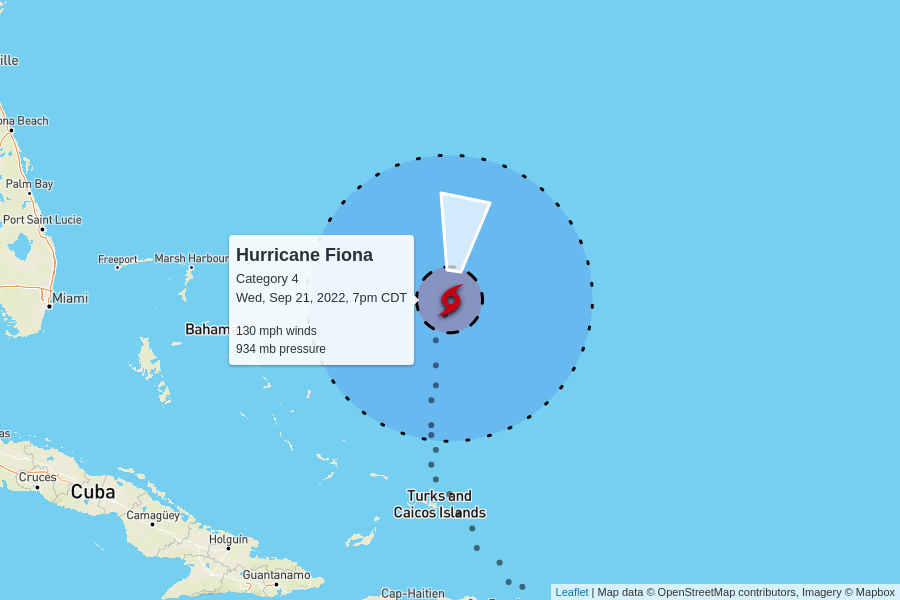 ville
ona Beach
Palm Bay
Port Saint Lucie
Freeport
Marsh Harbour
Miami
Baham
Hurricane Fiona
Category 4
Wed, Sep 21, 2022, 7pm CDT
130 mph winds
934 mb pressure
as
Cruces
Cuba
Camagüey
Holguín
Guantanamo
Turks and
Caicos Islands
Cap-Haitien
Leaflet | Map data © OpenStreetMap contributors, Imagery © Mapbox